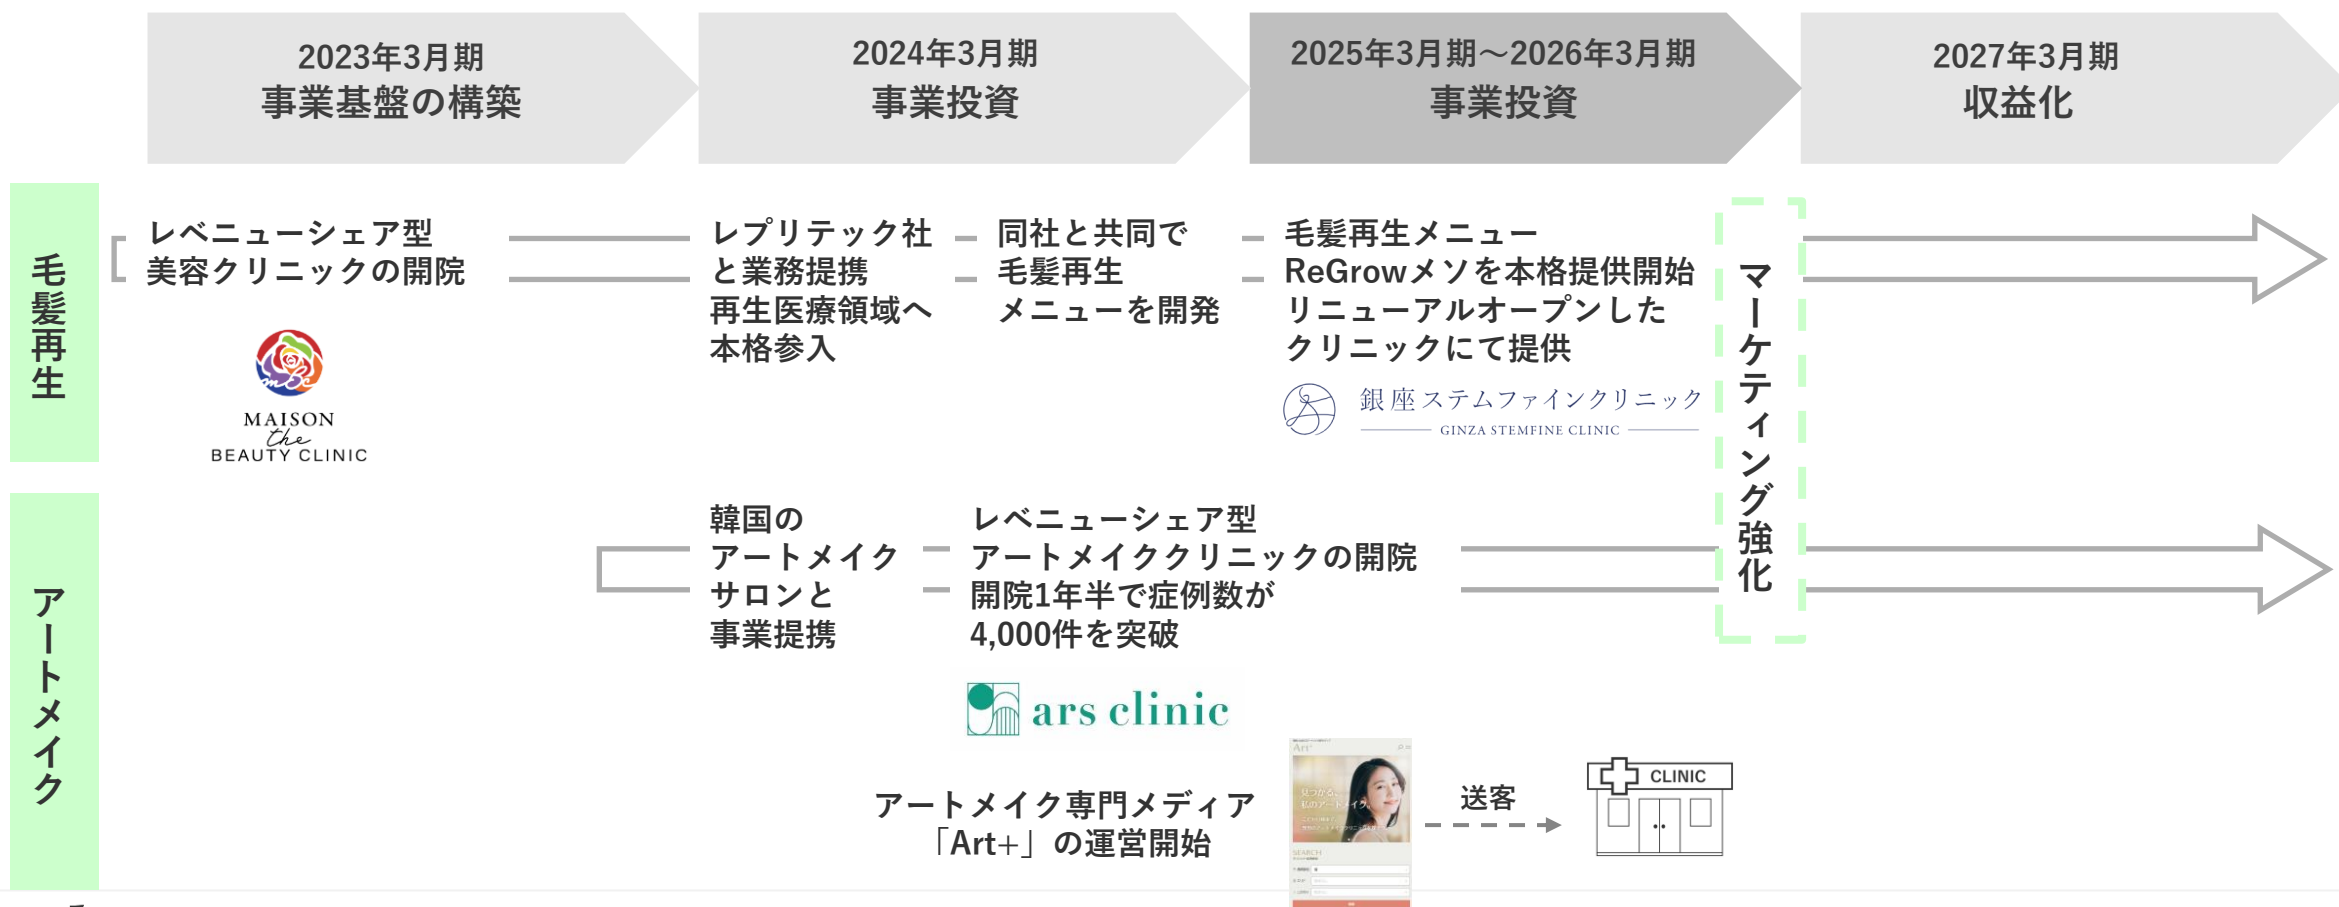 2023年3月期
事業基盤の構築
2024年3月期
事業投資
2025年3月期～2026年3月期
事業投資
2027年3月期
収益化
毛髪再生
レベニューシェア型
美容クリニックの開院
MAISON
the
BEAUTY CLINIC
レプリテック社
と業務提携
再生医療領域へ
本格参入
同社と共同で
毛髪再生
メニューを開発
毛髪再生メニュー
ReGrowメソを本格提供開始
リニューアルオープンした
クリニックにて提供
銀座ステムファインクリニック
GINZA STEMFINE CLINIC
マーケティング強化
アートメイク
韓国の
アートメイク
サロンと
事業提携
レベニューシェア型
アートメイククリニックの開院
開院1年半で症例数が
4,000件を突破
ars clinic
アートメイク専門メディア
「Art+」の運営開始
Art+
見つかる、
私のアートメイク。
SEARCH
送客
CLINIC